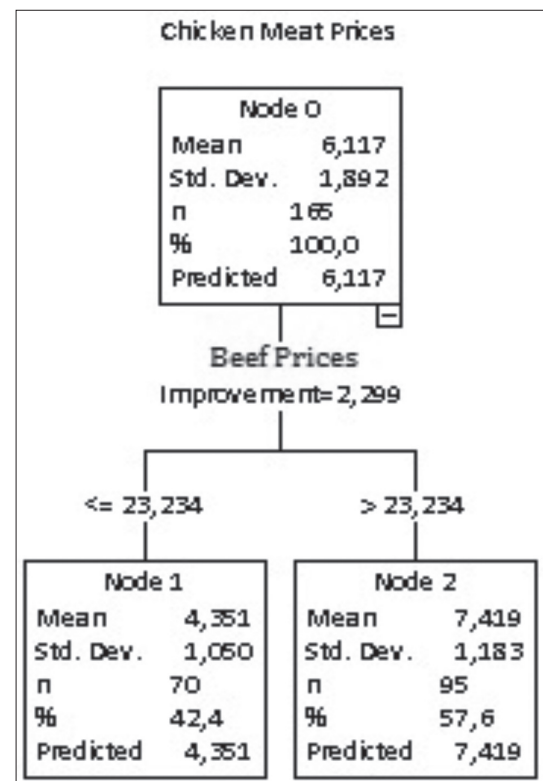 Chicken Meat Prices
Node 0
Mean 6,117
Std. Dev. 1,892
n 165
% 100,0
Predicted 6,117
Beef Prices
Improvement=2,299
<= 23,234
> 23,234
Node 1
Mean 4,351
Std. Dev. 1,050
n 70
% 42,4
Predicted 4,351
Node 2
Mean 7,419
Std. Dev. 1,183
n 95
% 57,6
Predicted 7,419